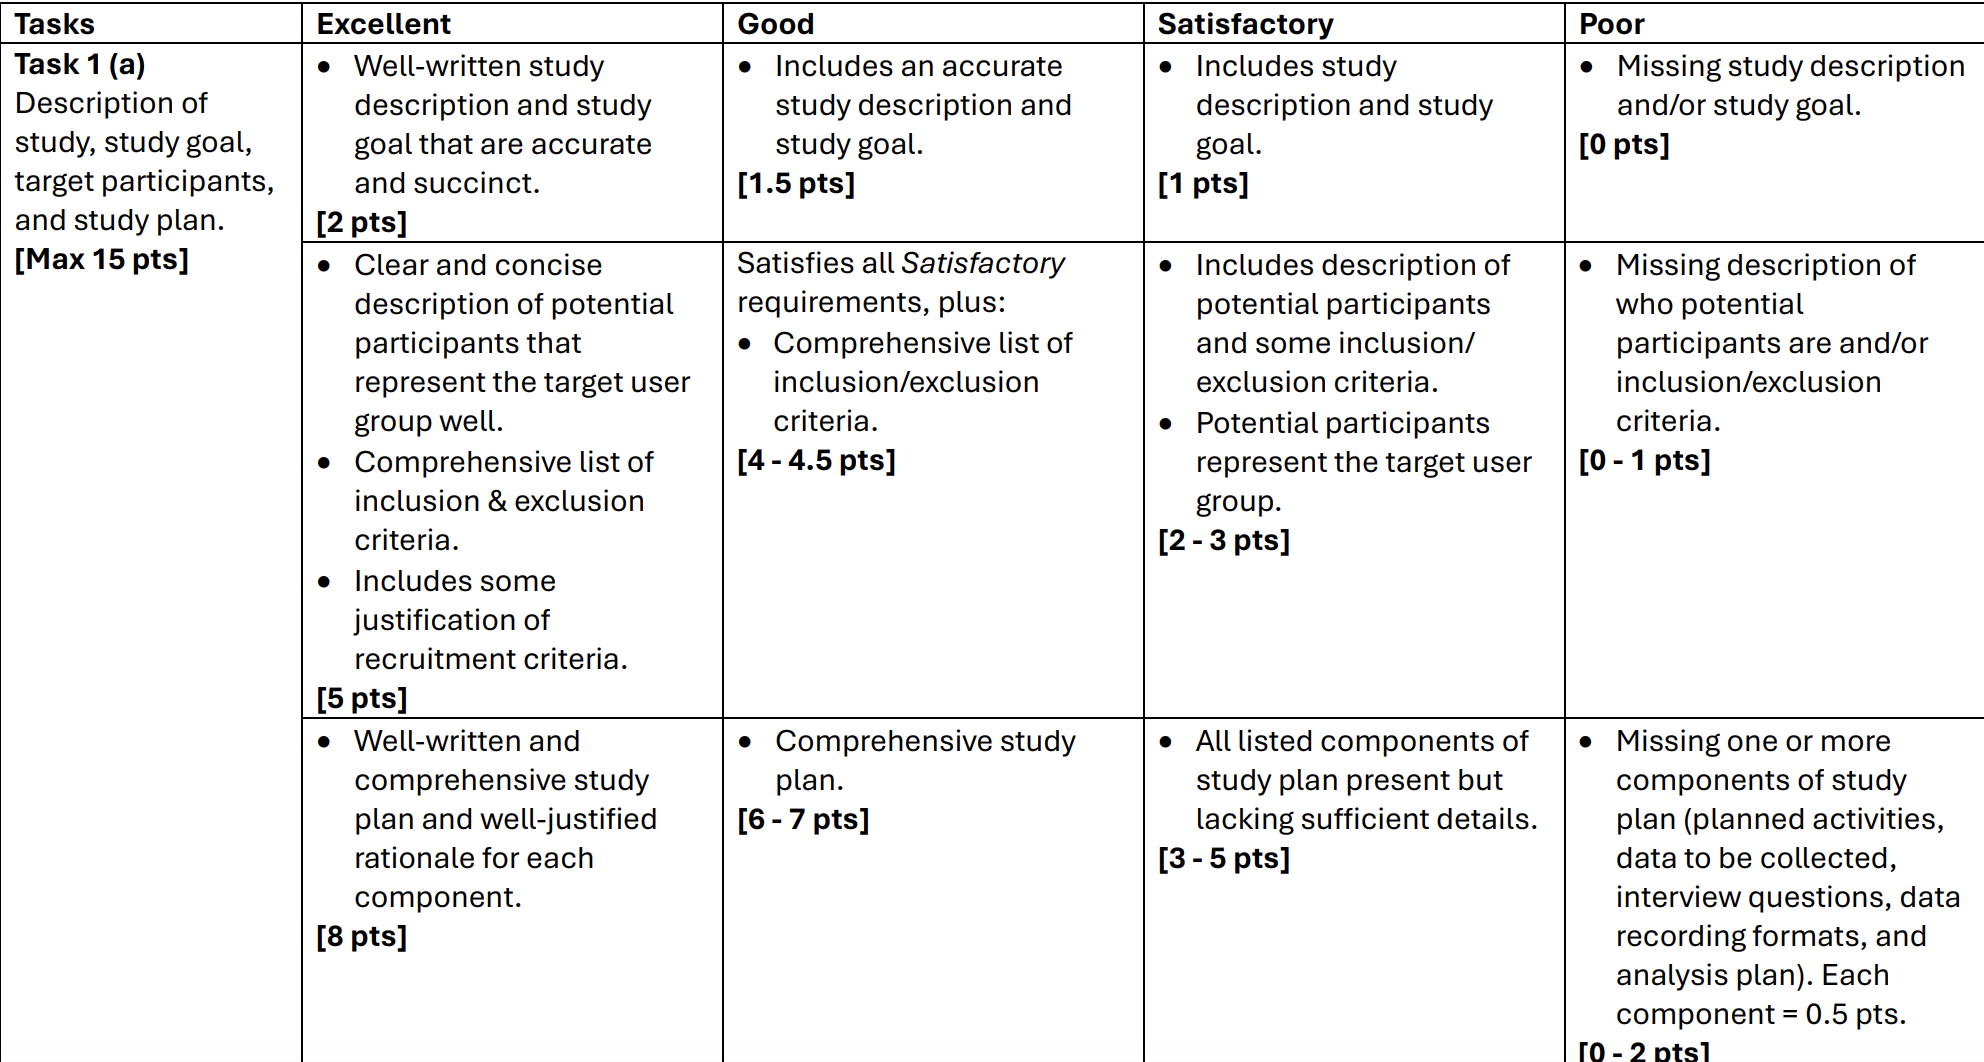 Tasks
Excellent
Good
Satisfactory
Poor
Task 1 (a)
Description of
study, study goal,
target participants,
and study plan.
[Max 15 pts]
• Well-written study
description and study
goal that are accurate
and succinct.
[2 pts]
• Includes an accurate
study description and
study goal.
[1.5 pts]
• Includes study
description and study
goal.
[1 pts]
• Missing study description
and/or study goal.
[0 pts]
• Clear and concise
description of potential
participants that
represent the target user
group well.
• Comprehensive list of
inclusion & exclusion
criteria.
• Includes some
justification of
recruitment criteria.
[5 pts]
Satisfies all Satisfactory
requirements, plus:
• Comprehensive list of
inclusion/exclusion
criteria.
[4 - 4.5 pts]
• Includes description of
potential participants
and some inclusion/
exclusion criteria.
• Potential participants
represent the target user
group.
[2 - 3 pts]
• Missing description of
who potential
participants are and/or
inclusion/exclusion
criteria.
[0 - 1 pts]
• Well-written and
comprehensive study
plan and well-justified
rationale for each
component.
[8 pts]
• Comprehensive study
plan.
[6 - 7 pts]
• All listed components of
study plan present but
lacking sufficient details.
[3 - 5 pts]
• Missing one or more
components of study
plan (planned activities,
data to be collected,
interview questions, data
recording formats, and
analysis plan). Each
component = 0.5 pts.
[0 - 2 pts]